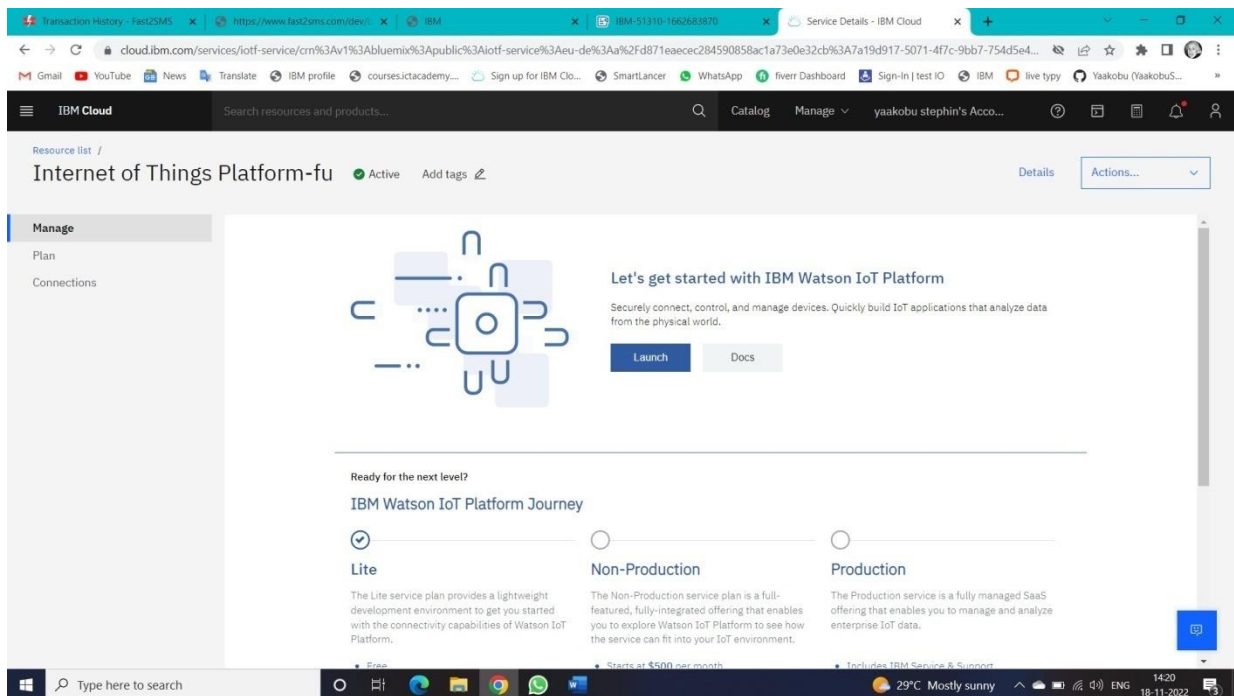 Transaction History - Fast2SMS
https://www.fast2sms.com/dev/
IBM
IBM-51310-1662683870
Service Details - IBM Cloud
cloud.ibm.com/services/iotf-service/crn%3Av1%3Abluemix%3Apublic%3Aiotf-service%3Aeu-de%3Aa%2Fd871eaecec284590858ac1a73e0e32cb%3A7a19d917-5071-4f7c-9bb7-754d5e4...
Gmail YouTube News Translate IBM profile courses.ictacademy.... Sign up for IBM Clo... SmartLancer WhatsApp fiverr Dashboard Sign-In | test IO IBM live typy Yaakobu (YaakobuS... »
IBM Cloud Search resources and products... Catalog Manage yaakobu stephin's Acco...
Resource list /
Internet of Things Platform-fu Active Add tags Details Actions...
Manage
Plan
Connections
Let's get started with IBM Watson IoT Platform
Securely connect, control, and manage devices. Quickly build IoT applications that analyze data
from the physical world.
Launch Docs
Ready for the next level?
IBM Watson IoT Platform Journey
Lite
The Lite service plan provides a lightweight
development environment to get you started
with the connectivity capabilities of Watson IoT
Platform.
• Free
Non-Production
The Non-Production service plan is a full-
featured, fully-integrated offering that enables
you to explore Watson IoT Platform to see how
the service can fit into your IoT environment.
• Starts at $500 per month
Production
The Production service is a fully managed SaaS
offering that enables you to manage and analyze
enterprise IoT data.
• Includes IBM Service & Support
Type here to search
29°C Mostly sunny
ENG
14:20
18-11-2022
3